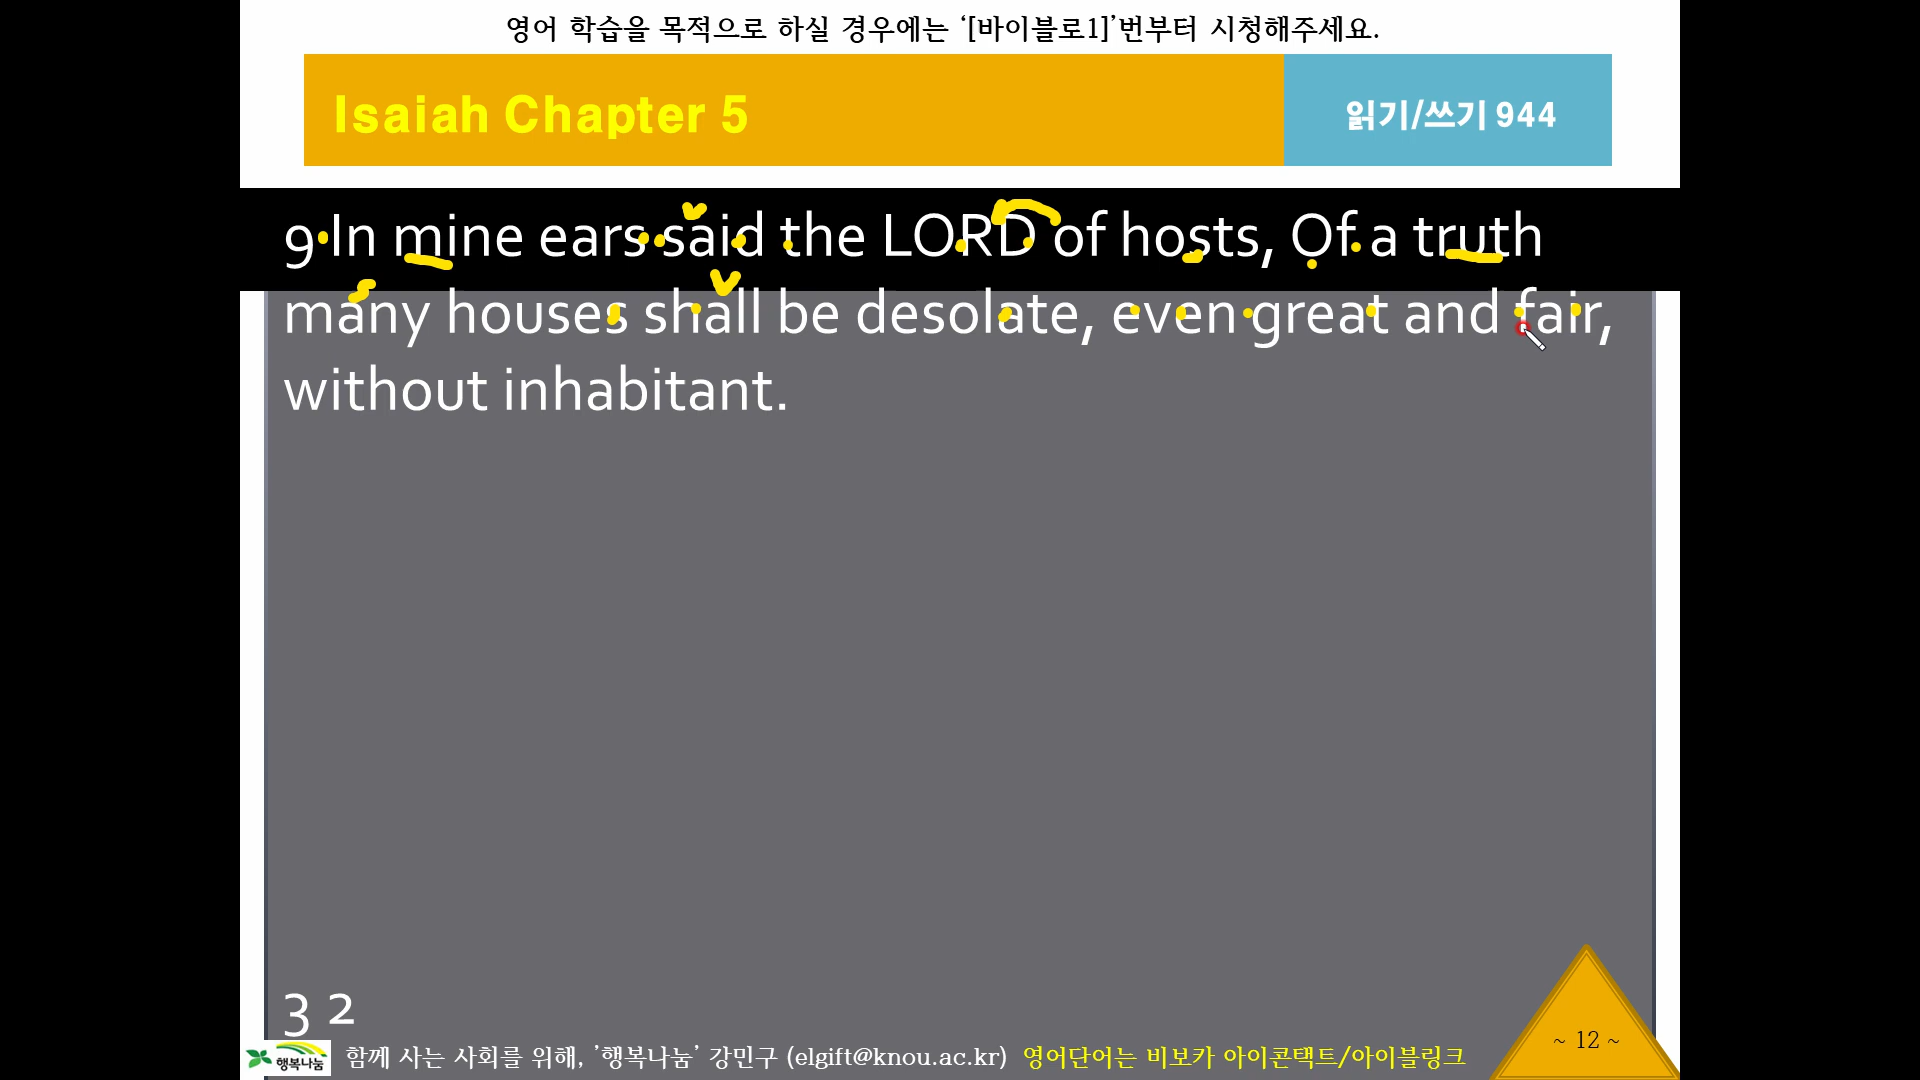 영어 학습을 목적으로 하실 경우에는 ‘[바이블로1]’번부터 시청해주세요.
Isaiah Chapter 5
읽기/쓰기 944
9 In mine ears said the LORD of hosts, Of a truth
many houses shall be desolate, even great and fair,
without inhabitant.
3 2
행복나눔
함께 사는 사회를 위해, ’행복나눔’ 강민구 (elgift@knou.ac.kr) 영어단어는 비보카 아이콘택트/아이블링크
~ 12 ~